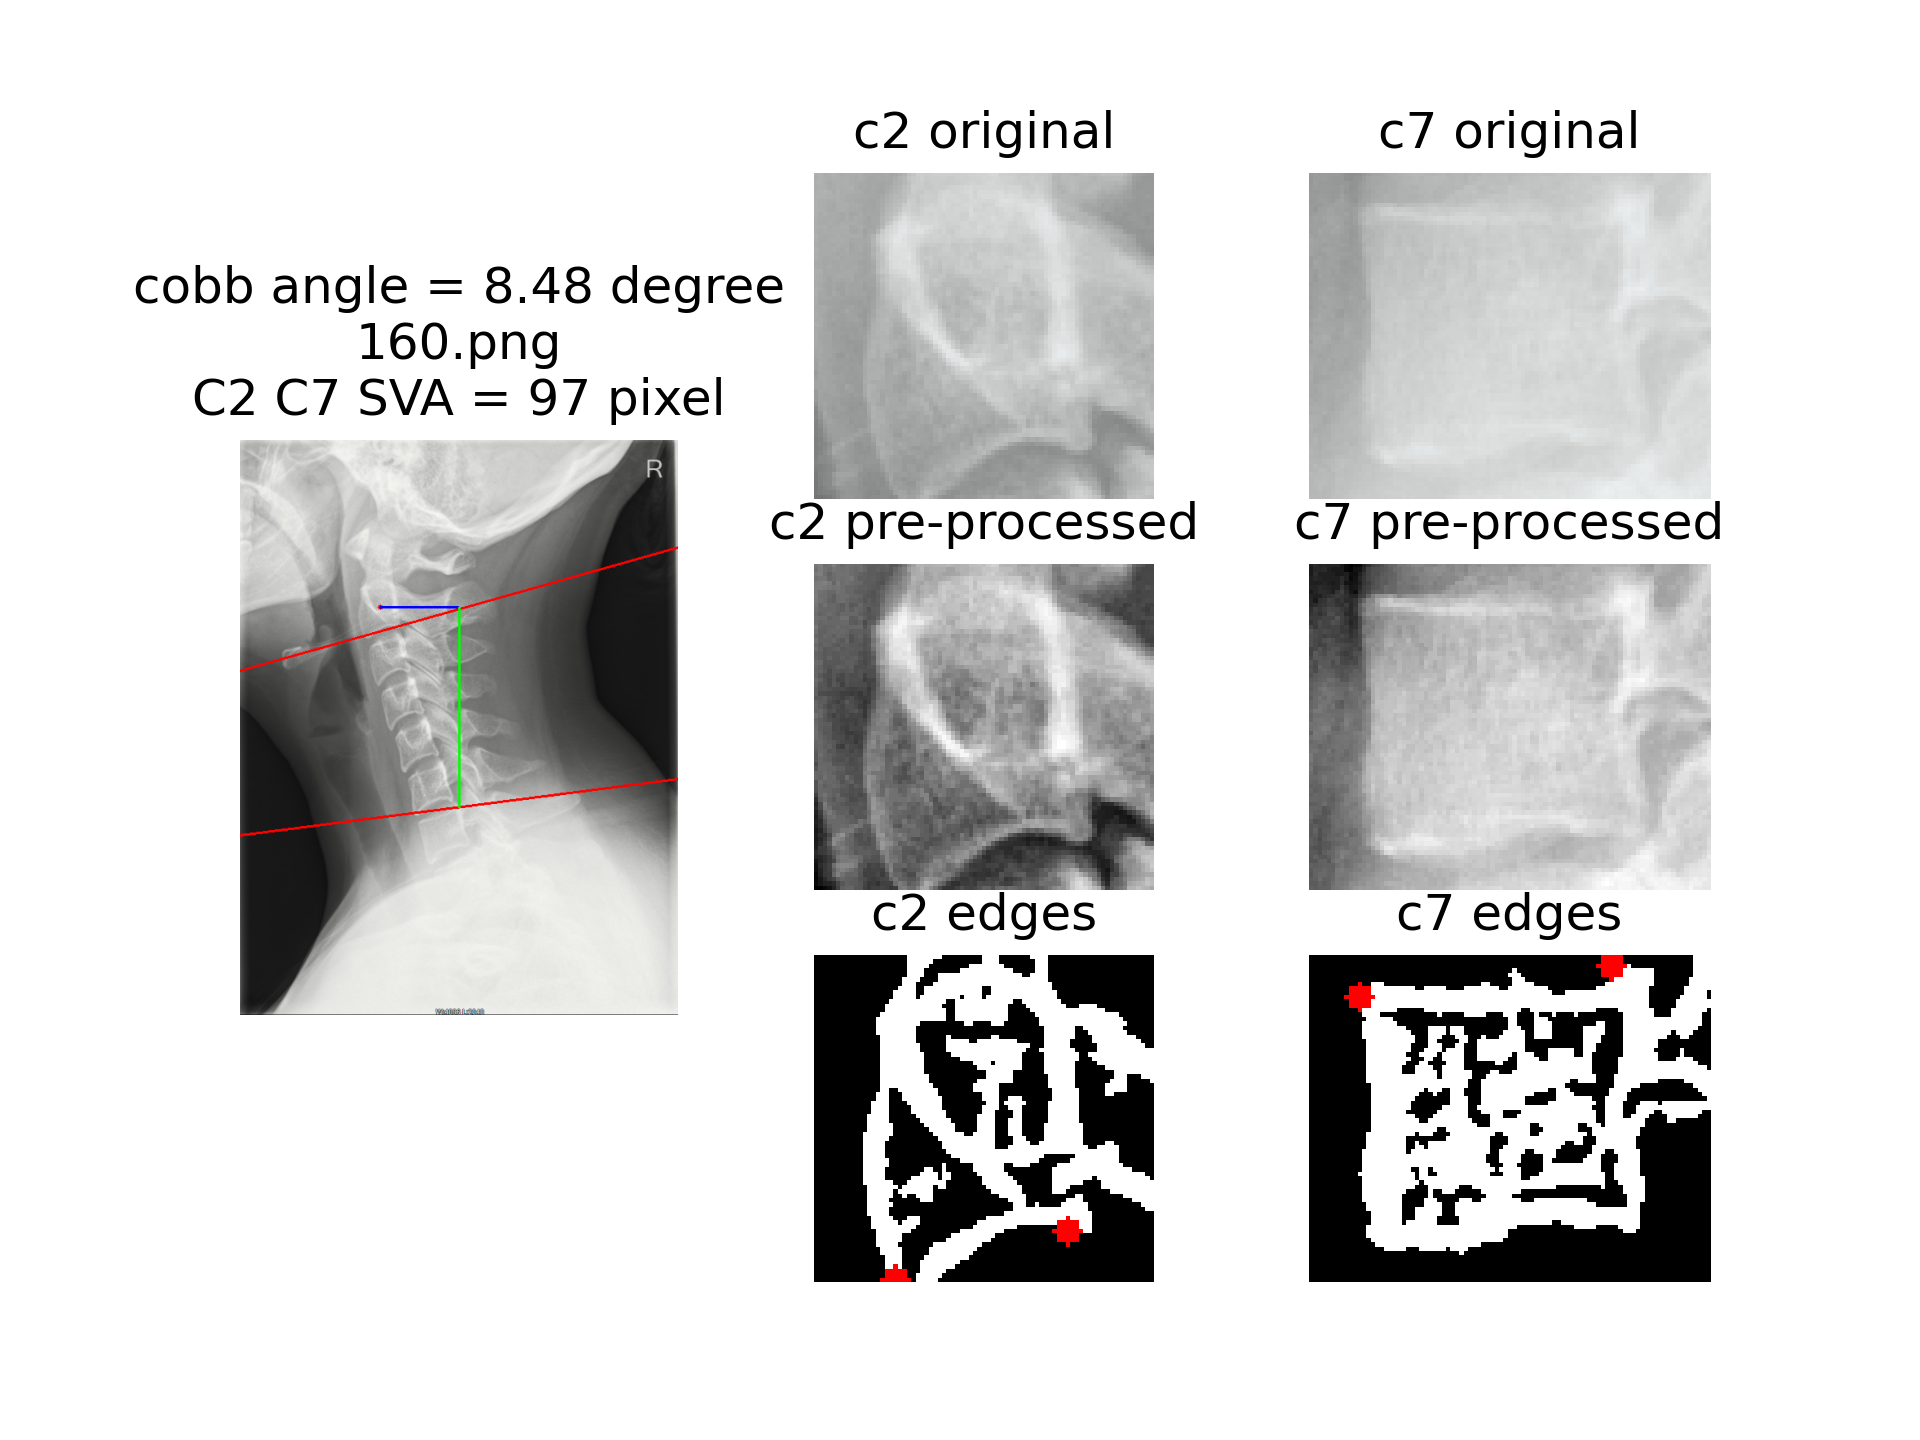 cobb angle = 8.48 degree
160.png
C2 C7 SVA = 97 pixel
R
c2 original
c7 original
c2 pre-processed
c7 pre-processed
c2 edges
c7 edges